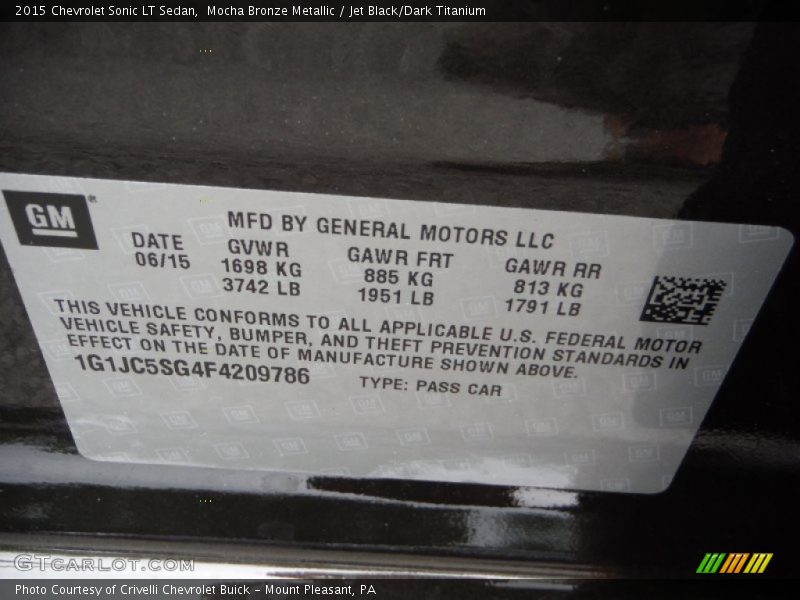 2015 Chevrolet Sonic LT Sedan,  Mocha Bronze Metallic / Jet Black/Dark Titanium
GM®
MFD BY GENERAL MOTORS LLC
DATE GVWR GAWR FRT GAWR RR
06/15 1698 KG 885 KG 813 KG
3742 LB 1951 LB 1791 LB
THIS VEHICLE CONFORMS TO ALL APPLICABLE U.S. FEDERAL MOTOR
VEHICLE SAFETY, BUMPER, AND THEFT PREVENTION STANDARDS IN
EFFECT ON THE DATE OF MANUFACTURE SHOWN ABOVE.
1G1JC5SG4F4209786 TYPE: PASS CAR
GTCARLOT.COM
Photo Courtesy of Crivelli Chevrolet Buick - Mount Pleasant, PA